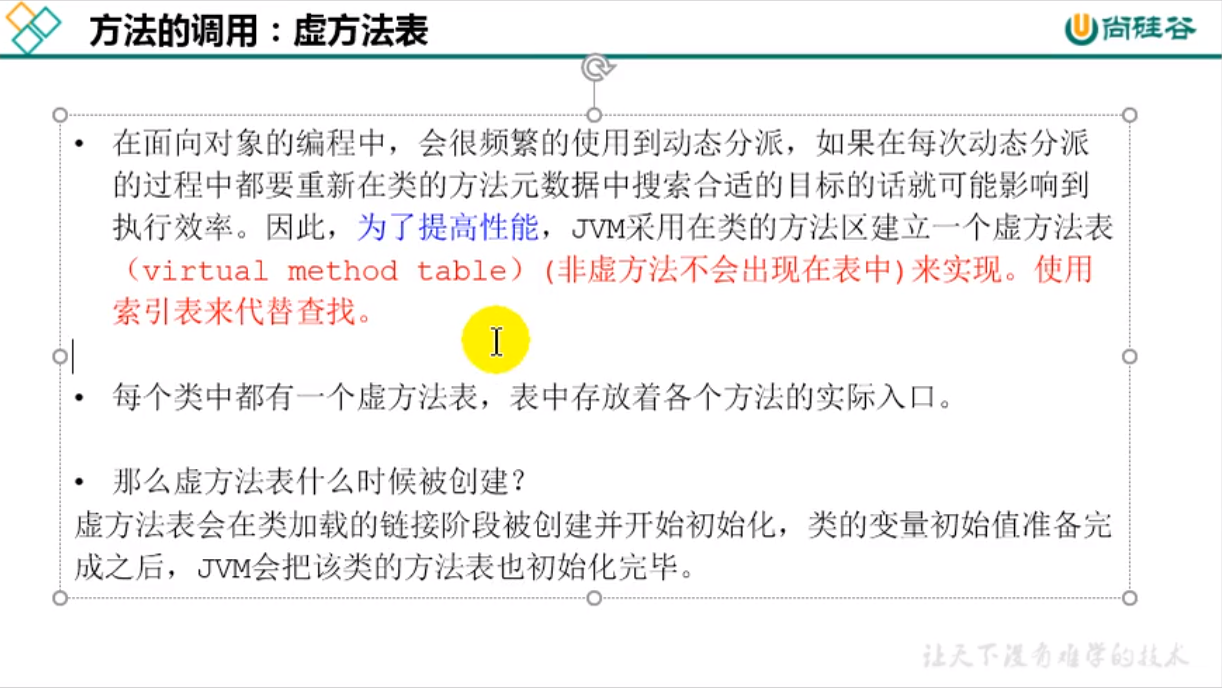 方法的调用：虚方法表
尚硅谷
• 在面向对象的编程中，会很频繁的使用到动态分派，如果在每次动态分派
的过程中都要重新在类的方法元数据中搜索合适的目标的话就可能影响到
执行效率。因此，为了提高性能，JVM采用在类的方法区建立一个虚方法表
（virtual method table）(非虚方法不会出现在表中)来实现。使用
索引表来代替查找。
• 每个类中都有一个虚方法表，表中存放着各个方法的实际入口。
• 那么虚方法表什么时候被创建？
虚方法表会在类加载的链接阶段被创建并开始初始化，类的变量初始值准备完
成之后，JVM会把该类的方法表也初始化完毕。
让天下没有难学的技术